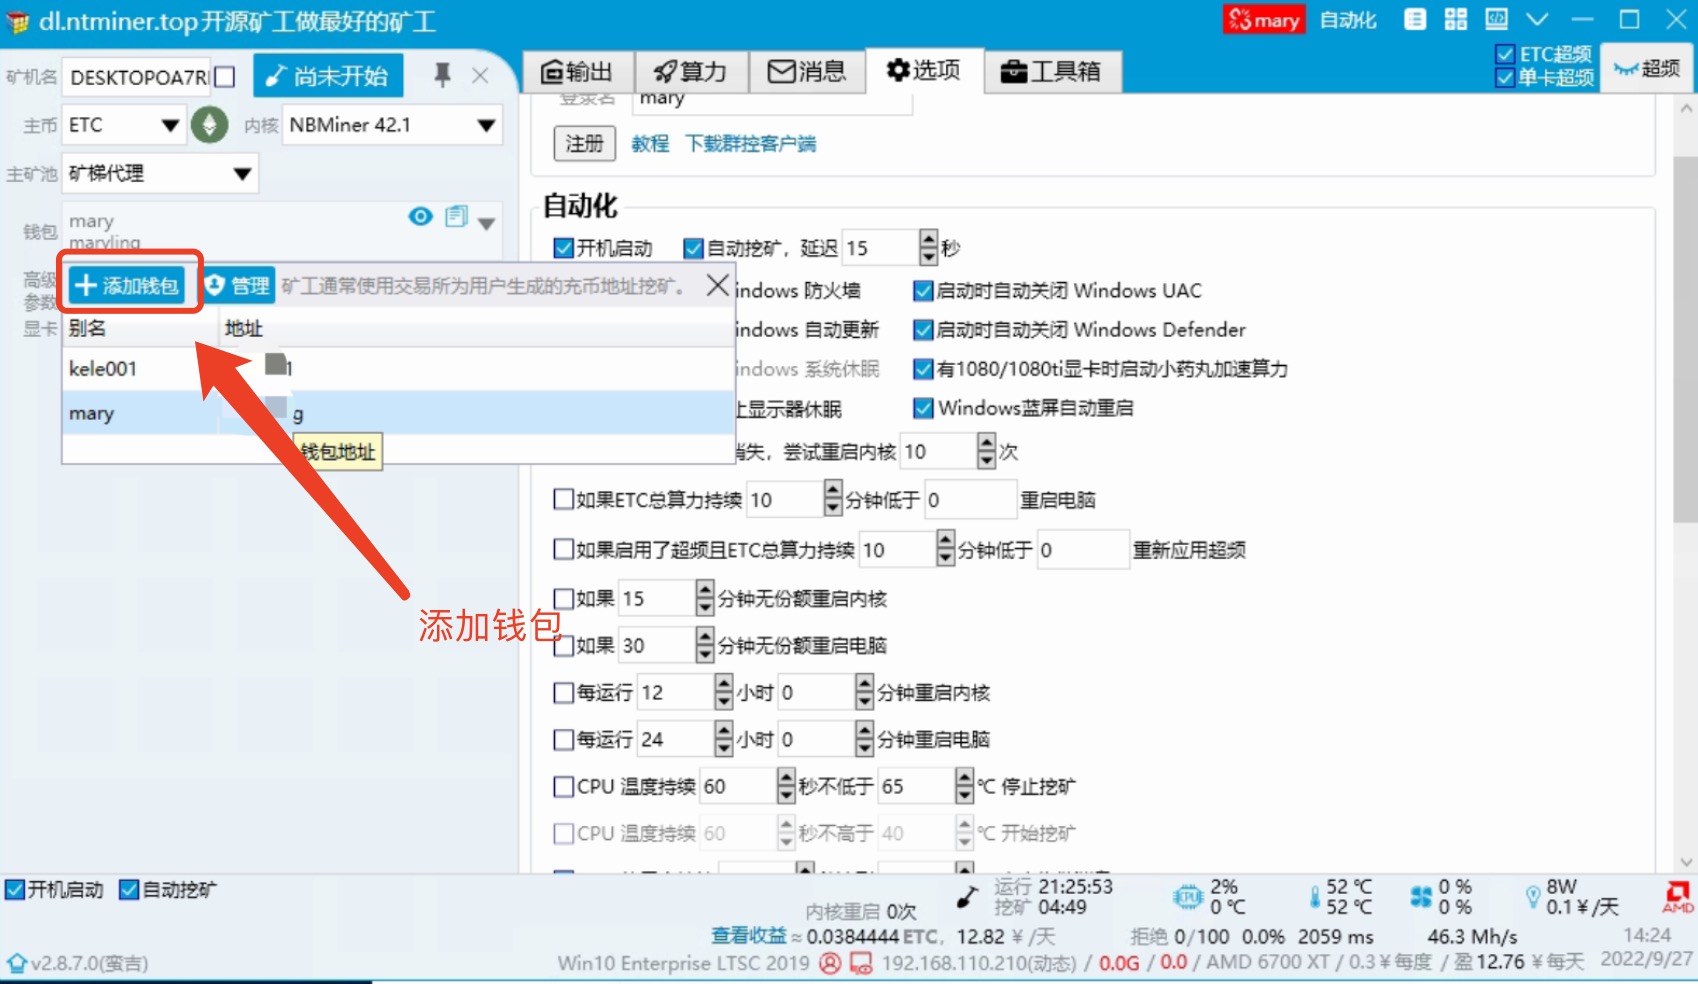 dl.ntminer.top开源矿工做最好的矿工
mary 自动化
矿机名 DESKTOPOA7R 尚未开始
输出 算力 消息 选项 工具箱
ETC超频
单卡超频
超频
主币 ETC 内核 NBMiner 42.1
主矿池 矿梯代理
钱包 mary
maryling
高级
参数
显卡
添加钱包 管理 矿工通常使用交易所为用户生成的充币地址挖矿。
别名 地址
kele001 1
mary g
钱包地址
添加钱包
登录名 mary
注册 教程 下载群控客户端
自动化
开机启动 自动挖矿，延迟 15 秒
indows 防火墙 启动时自动关闭 Windows UAC
indows 自动更新 启动时自动关闭 Windows Defender
indows 系统休眠 有1080/1080ti显卡时启动小药丸加速算力
止显示器休眠 Windows蓝屏自动重启
消失，尝试重启内核 10 次
如果ETC总算力持续 10 分钟低于 0 重启电脑
如果启用了超频且ETC总算力持续 10 分钟低于 0 重新应用超频
如果 15 分钟无份额重启内核
如果 30 分钟无份额重启电脑
每运行 12 小时 0 分钟重启内核
每运行 24 小时 0 分钟重启电脑
CPU 温度持续 60 秒不低于 65 ℃ 停止挖矿
CPU 温度持续 60 秒不高于 40 ℃ 开始挖矿
开机启动 自动挖矿
内核重启 0次
运行 21:25:53
挖矿 04:49
CPU 2%
0 ℃
52 ℃
52 ℃
0 %
0 %
8W
0.1 ¥/天
AMD
查看收益 ≈ 0.0384444 ETC， 12.82 ¥ /天 拒绝 0/100 0.0% 2059 ms 46.3 Mh/s 14:24
v2.8.7.0(蛮吉) Win10 Enterprise LTSC 2019 192.168.110.210(动态) / 0.0G / 0.0 / AMD 6700 XT / 0.3 ¥ 每度 / 盈 12.76 ¥ 每天 2022/9/27